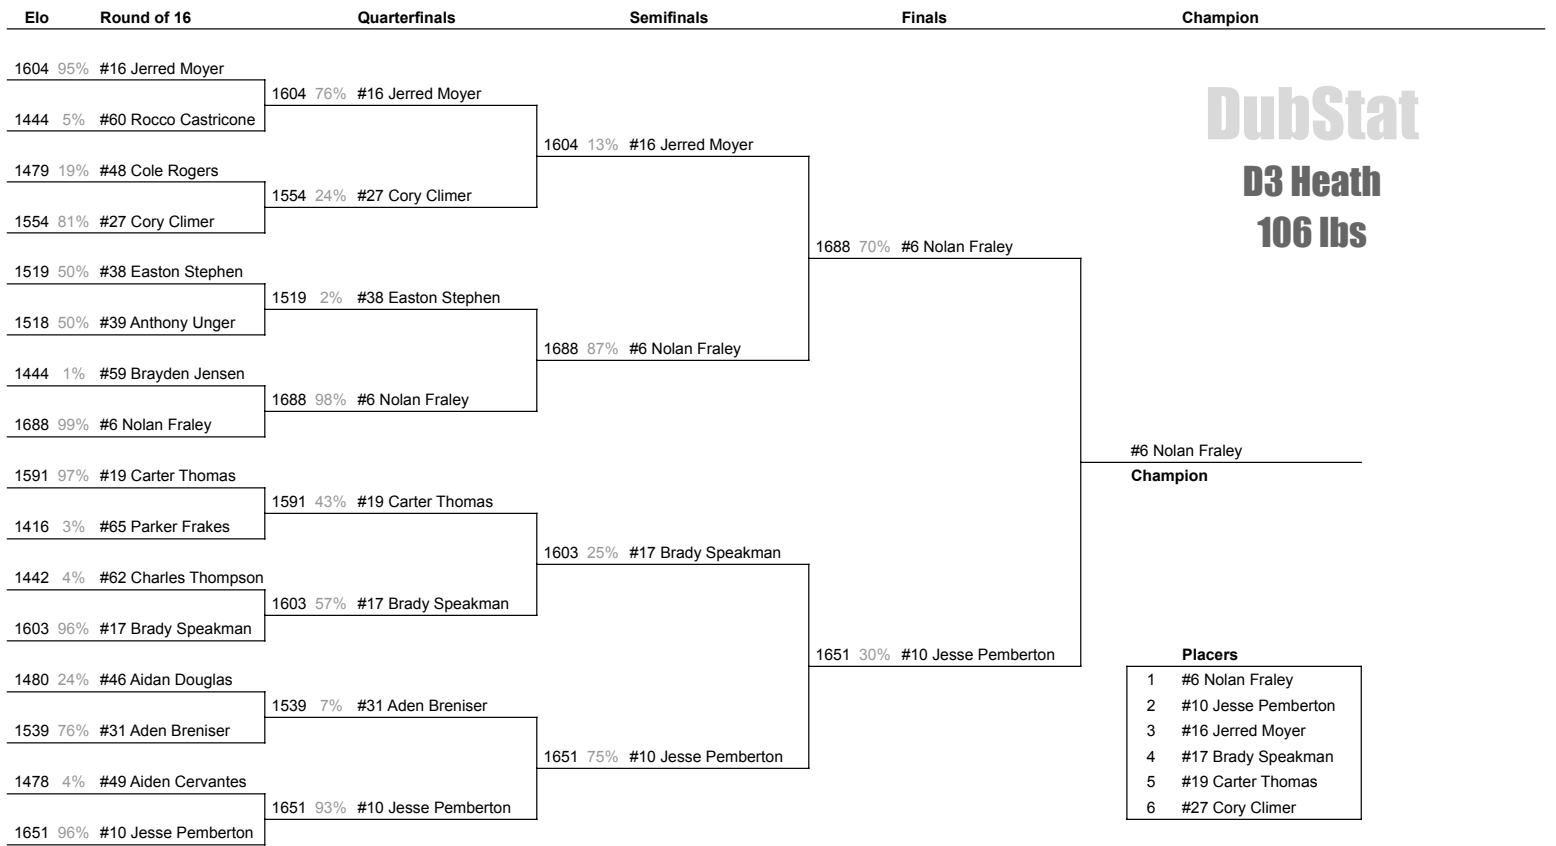 Elo Round of 16 Quarterfinals Semifinals Finals Champion
1604 95% #16 Jerred Moyer
1604 76% #16 Jerred Moyer
1444 5% #60 Rocco Castricone
1604 13% #16 Jerred Moyer
1479 19% #48 Cole Rogers
1554 24% #27 Cory Climer
1554 81% #27 Cory Climer
1688 70% #6 Nolan Fraley
1519 50% #38 Easton Stephen
1519 2% #38 Easton Stephen
1518 50% #39 Anthony Unger
1688 87% #6 Nolan Fraley
1444 1% #59 Brayden Jensen
1688 98% #6 Nolan Fraley
1688 99% #6 Nolan Fraley
#6 Nolan Fraley
Champion
1591 97% #19 Carter Thomas
1591 43% #19 Carter Thomas
1416 3% #65 Parker Frakes
1603 25% #17 Brady Speakman
1442 4% #62 Charles Thompson
1603 57% #17 Brady Speakman
1603 96% #17 Brady Speakman
1651 30% #10 Jesse Pemberton
1480 24% #46 Aidan Douglas
1539 7% #31 Aden Breniser
1539 76% #31 Aden Breniser
1651 75% #10 Jesse Pemberton
1478 4% #49 Aiden Cervantes
1651 93% #10 Jesse Pemberton
1651 96% #10 Jesse Pemberton
DubStat
D3 Heath
106 lbs
Placers
1 #6 Nolan Fraley
2 #10 Jesse Pemberton
3 #16 Jerred Moyer
4 #17 Brady Speakman
5 #19 Carter Thomas
6 #27 Cory Climer